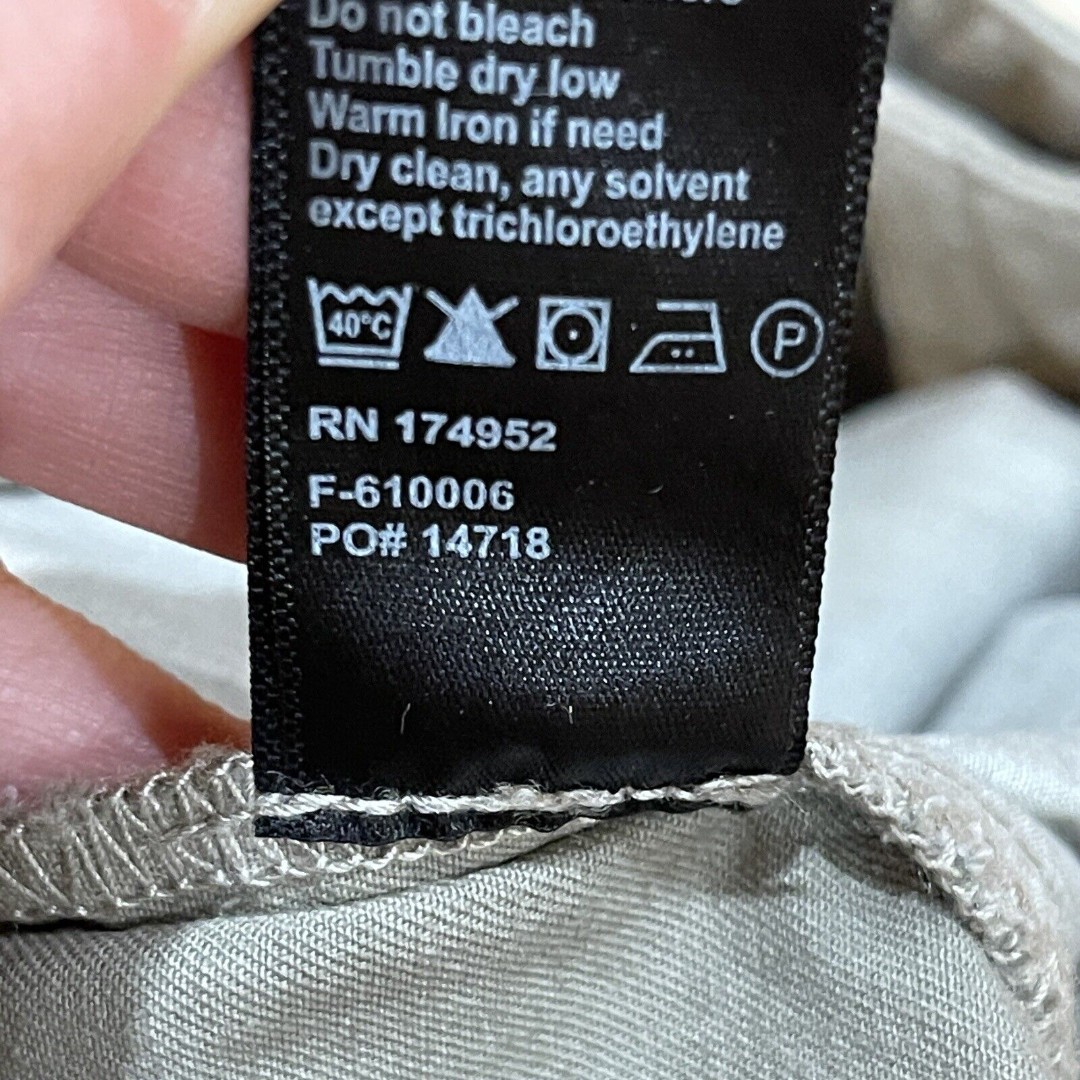 Do not bleach
Tumble dry low
Warm Iron if need
Dry clean, any solvent
except trichloroethylene
40°C P
RN 174952
F-610006
PO# 14718